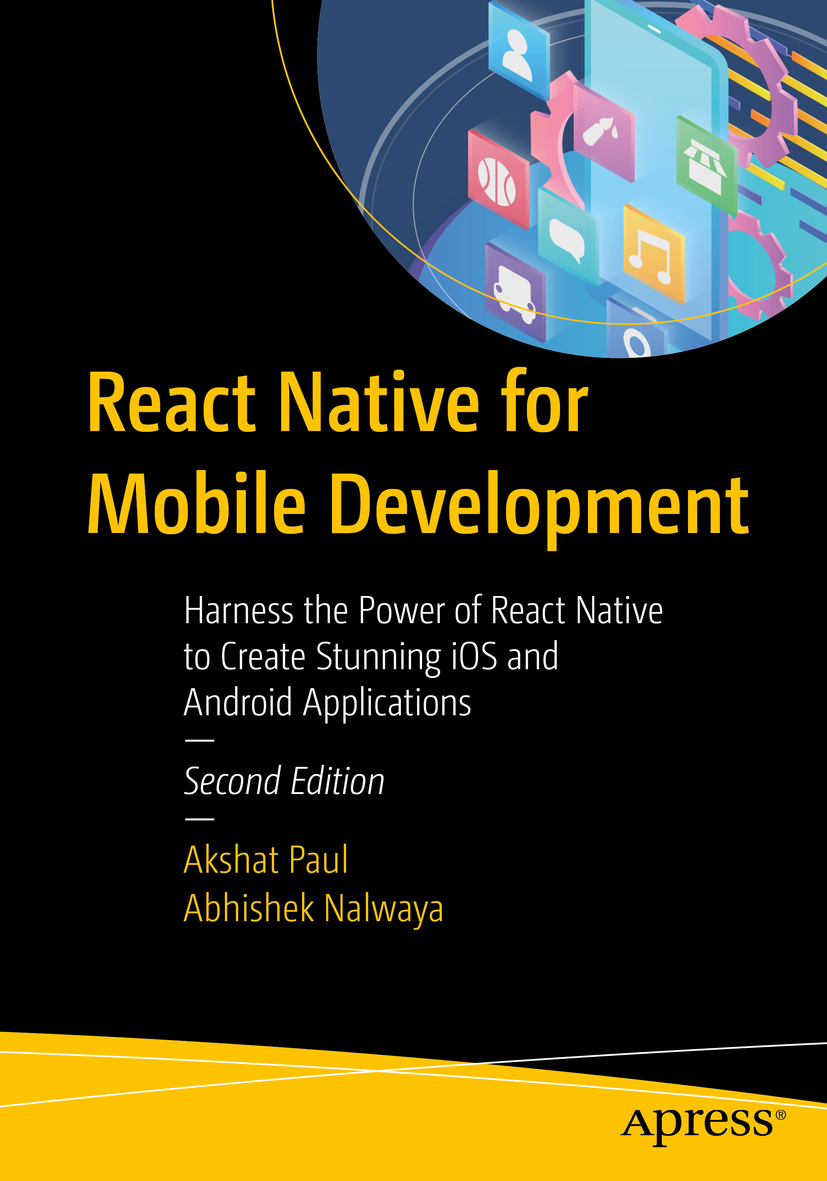 React Native for
Mobile Development
Harness the Power of React Native
to Create Stunning iOS and
Android Applications
—
Second Edition
—
Akshat Paul
Abhishek Nalwaya
Apress®